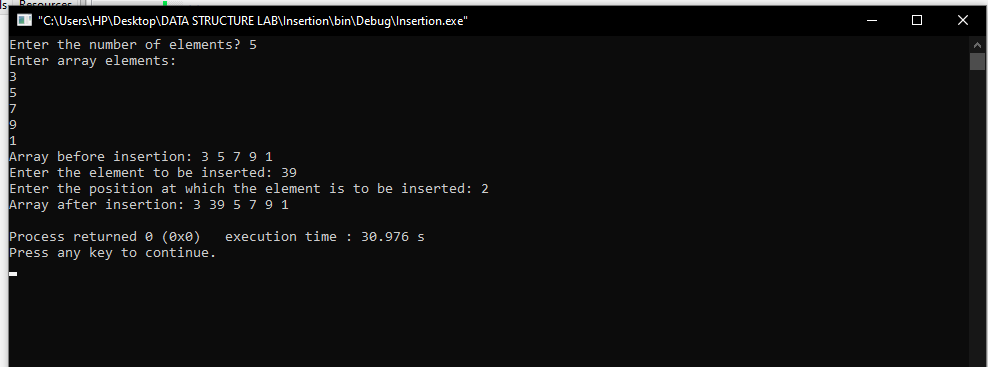 Resources
"C:\Users\HP\Desktop\DATA STRUCTURE LAB\Insertion\bin\Debug\Insertion.exe"
Enter the number of elements? 5
Enter array elements:
3
5
7
9
1
Array before insertion: 3 5 7 9 1
Enter the element to be inserted: 39
Enter the position at which the element is to be inserted: 2
Array after insertion: 3 39 5 7 9 1
Process returned 0 (0x0)   execution time : 30.976 s
Press any key to continue.